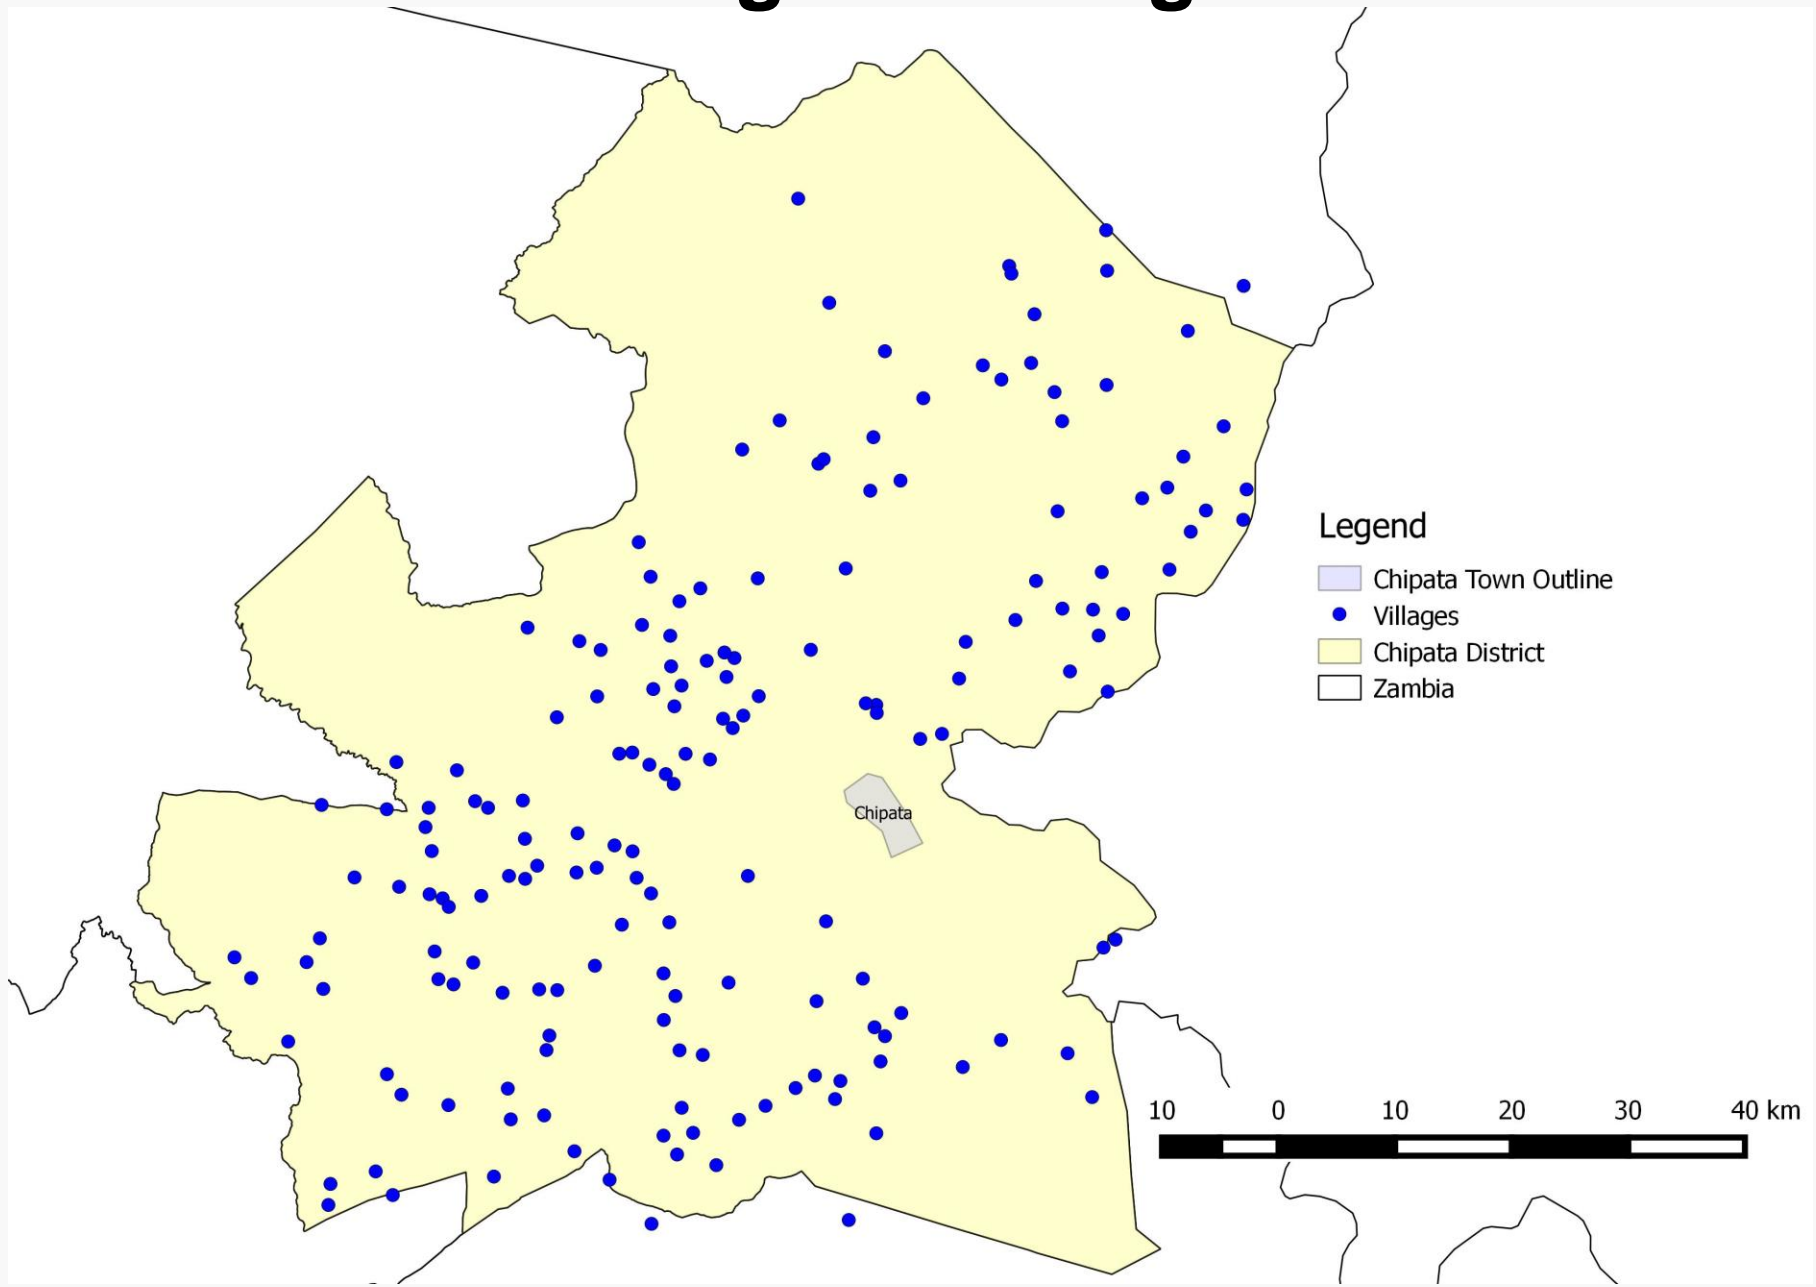 Chipata
Legend
Chipata Town Outline
Villages
Chipata District
Zambia
10 0 10 20 30 40 km